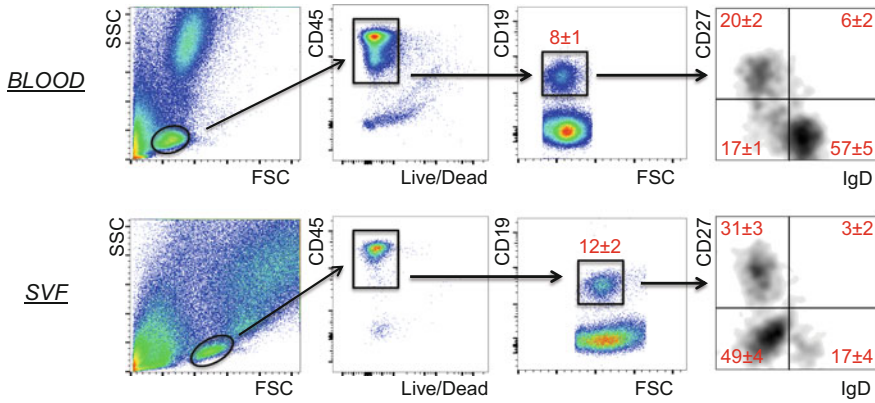 BLOOD
SSC
FSC
CD45
Live/Dead
CD19
8±1
FSC
CD27
20±2
6±2
17±1
57±5
IgD
SVF
SSC
FSC
CD45
Live/Dead
CD19
12±2
FSC
CD27
31±3
3±2
49±4
17±4
IgD